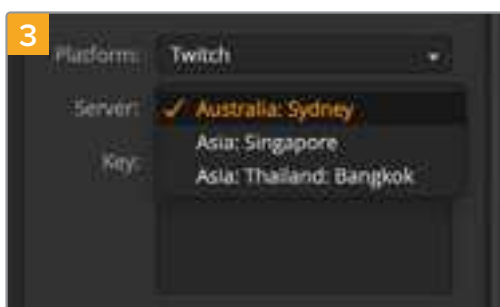 3
Platform: Twitch
Server: ✓ Australia: Sydney
Asia: Singapore
Key:
Asia: Thailand: Bangkok